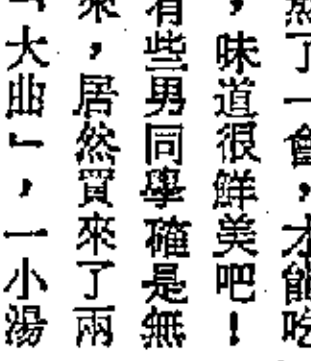 了一會，才能吃
，味道很鮮美吧！
有些男同學確是無
來，居然買來了兩
「大曲」，一小湯